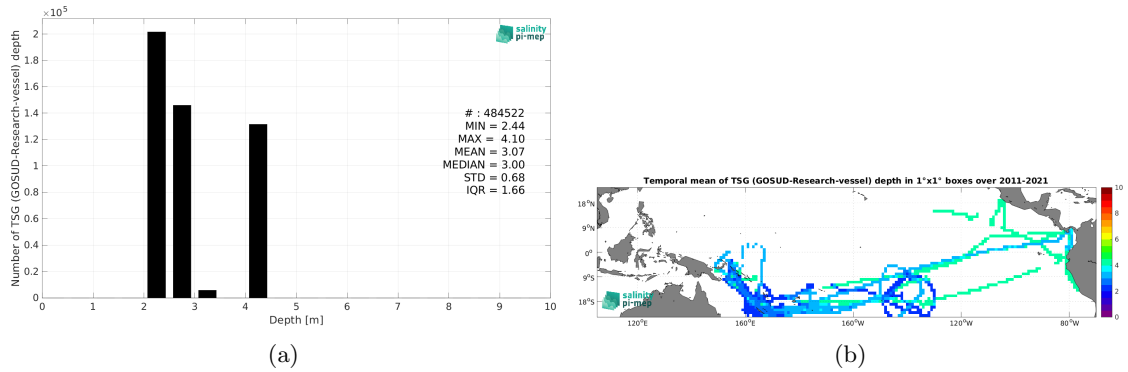 ×10⁵
2
1.8
1.6
1.4
1.2
1
0.8
0.6
0.4
0.2
0
Number of TSG (GOSUD-Research-vessel) depth
salinity
pi-mep
# : 484522
MIN = 2.44
MAX = 4.10
MEAN = 3.07
MEDIAN = 3.00
STD = 0.68
IQR = 1.66
0 1 2 3 4 5 6 7 8 9 10
Depth [m]
(a)
Temporal mean of TSG (GOSUD-Research-vessel) depth in 1°x1° boxes over 2011-2021
18°N
9°N
0°
9°S
18°S
salinity
pi-mep
120°E 160°E 160°W 120°W 80°W
10
8
6
4
2
0
(b)